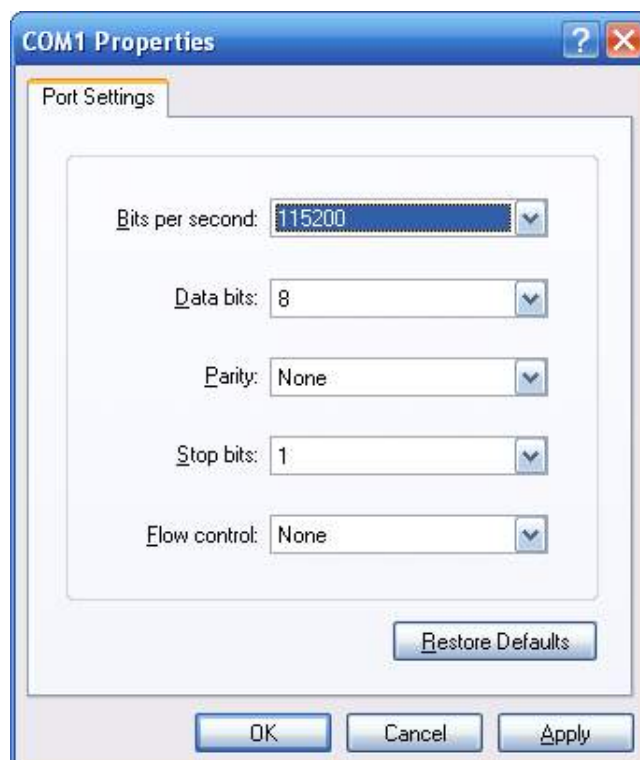 COM1 Properties
Port Settings
Bits per second: 115200
Data bits: 8
Parity: None
Stop bits: 1
Flow control: None
Restore Defaults
OK Cancel Apply